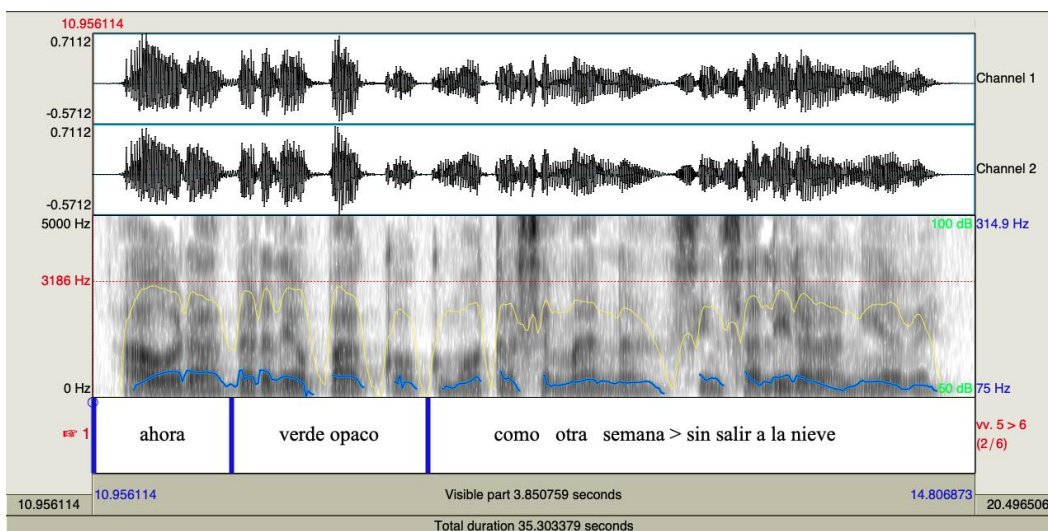 10.956114
0.7112
-0.5712
Channel 1
0.7112
-0.5712
Channel 2
5000 Hz
3186 Hz
0 Hz
100 dB
314.9 Hz
50 dB
75 Hz
☞ 1
ahora
verde opaco
como otra semana > sin salir a la nieve
vv. 5 > 6
(2/6)
10.956114
10.956114
Visible part 3.850759 seconds
14.806873
20.496506
Total duration 35.303379 seconds